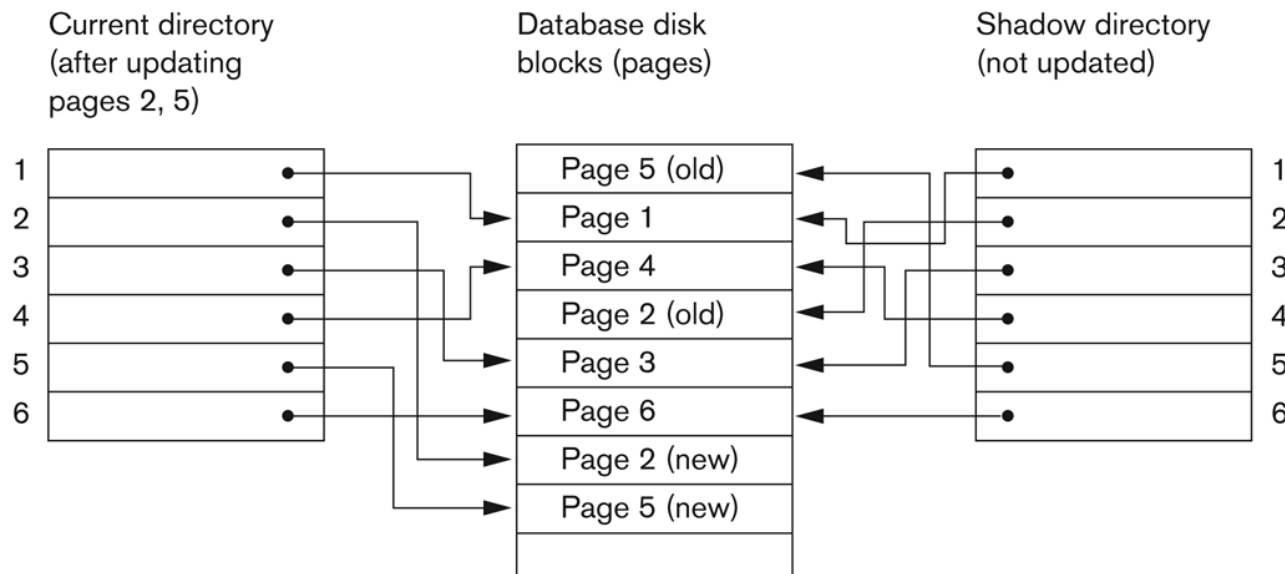 Current directory
(after updating
pages 2, 5)
Database disk
blocks (pages)
Shadow directory
(not updated)
1
2
3
4
5
6
Page 5 (old)
Page 1
Page 4
Page 2 (old)
Page 3
Page 6
Page 2 (new)
Page 5 (new)
1
2
3
4
5
6